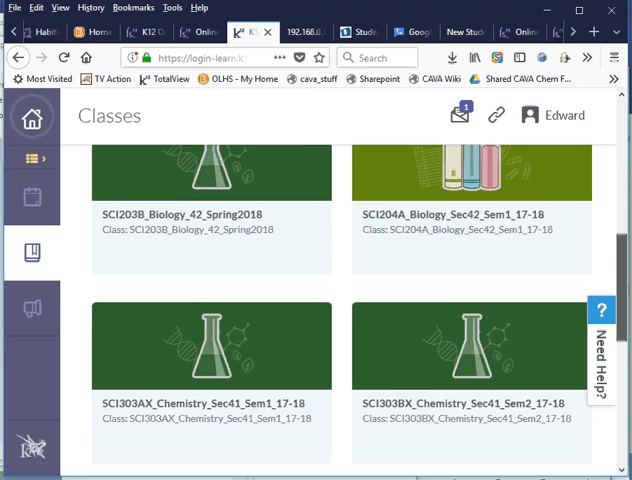 File Edit View History Bookmarks Tools Help
Habit Home K12 O Online K12 192.168.0. Stude Goog New Stude Online
https://login-learn.k Search
Most Visited TV Action TotalView OLHS - My Home cava_stuff Sharepoint CAVA Wiki Shared CAVA Chem F...
Classes
1
Edward
SCI203B_Biology_42_Spring2018
Class: SCI203B_Biology_42_Spring2018
SCI204A_Biology_Sec42_Sem1_17-18
Class: SCI204A_Biology_Sec42_Sem1_17-18
SCI303AX_Chemistry_Sec41_Sem1_17-18
Class: SCI303AX_Chemistry_Sec41_Sem1_17-18
SCI303BX_Chemistry_Sec41_Sem2_17-18
Class: SCI303BX_Chemistry_Sec41_Sem2_17-18
? Need Help?